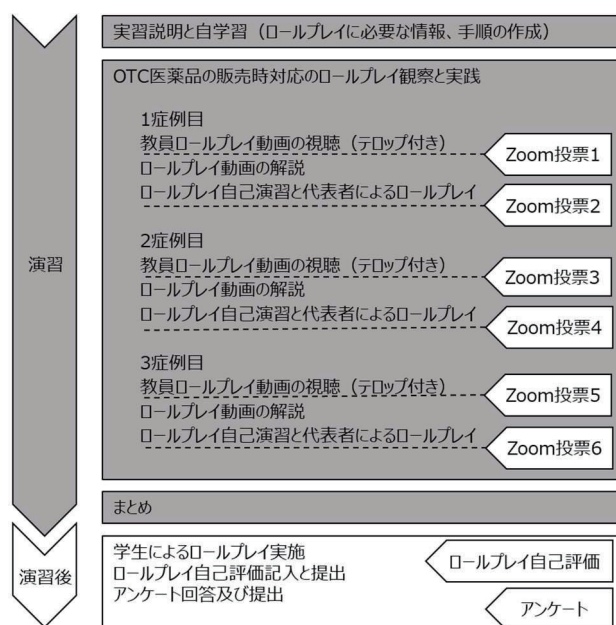 実習説明と自学習（ロールプレイに必要な情報、手順の作成）
OTC医薬品の販売時対応のロールプレイ観察と実践
1症例目
教員ロールプレイ動画の視聴（テロップ付き）
Zoom投票1
ロールプレイ動画の解説
ロールプレイ自己演習と代表者によるロールプレイ
Zoom投票2
2症例目
演習
教員ロールプレイ動画の視聴（テロップ付き）
Zoom投票3
ロールプレイ動画の解説
ロールプレイ自己演習と代表者によるロールプレイ
Zoom投票4
3症例目
教員ロールプレイ動画の視聴（テロップ付き）
Zoom投票5
ロールプレイ動画の解説
ロールプレイ自己演習と代表者によるロールプレイ
Zoom投票6
まとめ
演習後
学生によるロールプレイ実施
ロールプレイ自己評価記入と提出
アンケート回答及び提出
ロールプレイ自己評価
アンケート